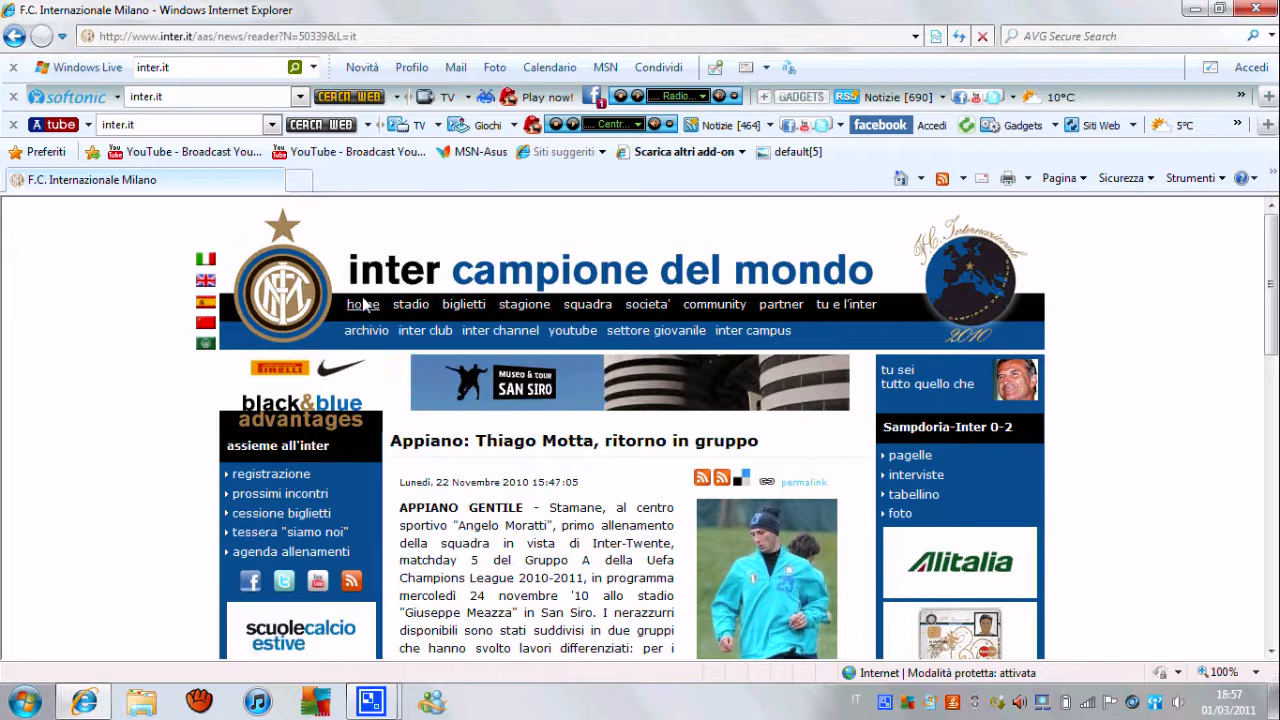 F.C. Internazionale Milano - Windows Internet Explorer
http://www.inter.it/aas/news/reader?N=50339&L=it
AVG Secure Search
Windows Live inter.it Novità Profilo Mail Foto Calendario MSN Condividi Accedi
softonic inter.it CERCA WEB TV Play now! 1 Radio... GADGETS RSS Notizie [690] 10°C
tube inter.it CERCA WEB TV Giochi Centr... Notizie [464] facebook Accedi Gadgets Siti Web 5°C
Preferiti YouTube - Broadcast You... YouTube - Broadcast You... MSN-Asus Siti suggeriti Scarica altri add-on default[5]
F.C. Internazionale Milano Pagina Sicurezza Strumenti
F.C. Internazionale
CAMPIONE DEL MONDO
2010
inter campione del mondo
home stadio biglietti stagione squadra societa' community partner tu e l'inter
archivio inter club inter channel youtube settore giovanile inter campus
PIRELLI
black&blue
advantages
assieme all'inter
registrazione
prossimi incontri
cessione biglietti
tessera "siamo noi"
agenda allenamenti
scuolecalcio
estive
MUSEO & TOUR
SAN SIRO
Appiano: Thiago Motta, ritorno in gruppo
Lunedì, 22 Novembre 2010 15:47:05
permalink
APPIANO GENTILE - Stamane, al centro
sportivo "Angelo Moratti", primo allenamento
della squadra in vista di Inter-Twente,
matchday 5 del Gruppo A della Uefa
Champions League 2010-2011, in programma
mercoledì 24 novembre '10 allo stadio
"Giuseppe Meazza" in San Siro. I nerazzurri
disponibili sono stati suddivisi in due gruppi
che hanno svolto lavori differenziati: per i
tu sei
tutto quello che
Sampdoria-Inter 0-2
pagelle
interviste
tabellino
foto
Alitalia
Internet | Modalità protetta: attivata
100%
IT
18:57
01/03/2011